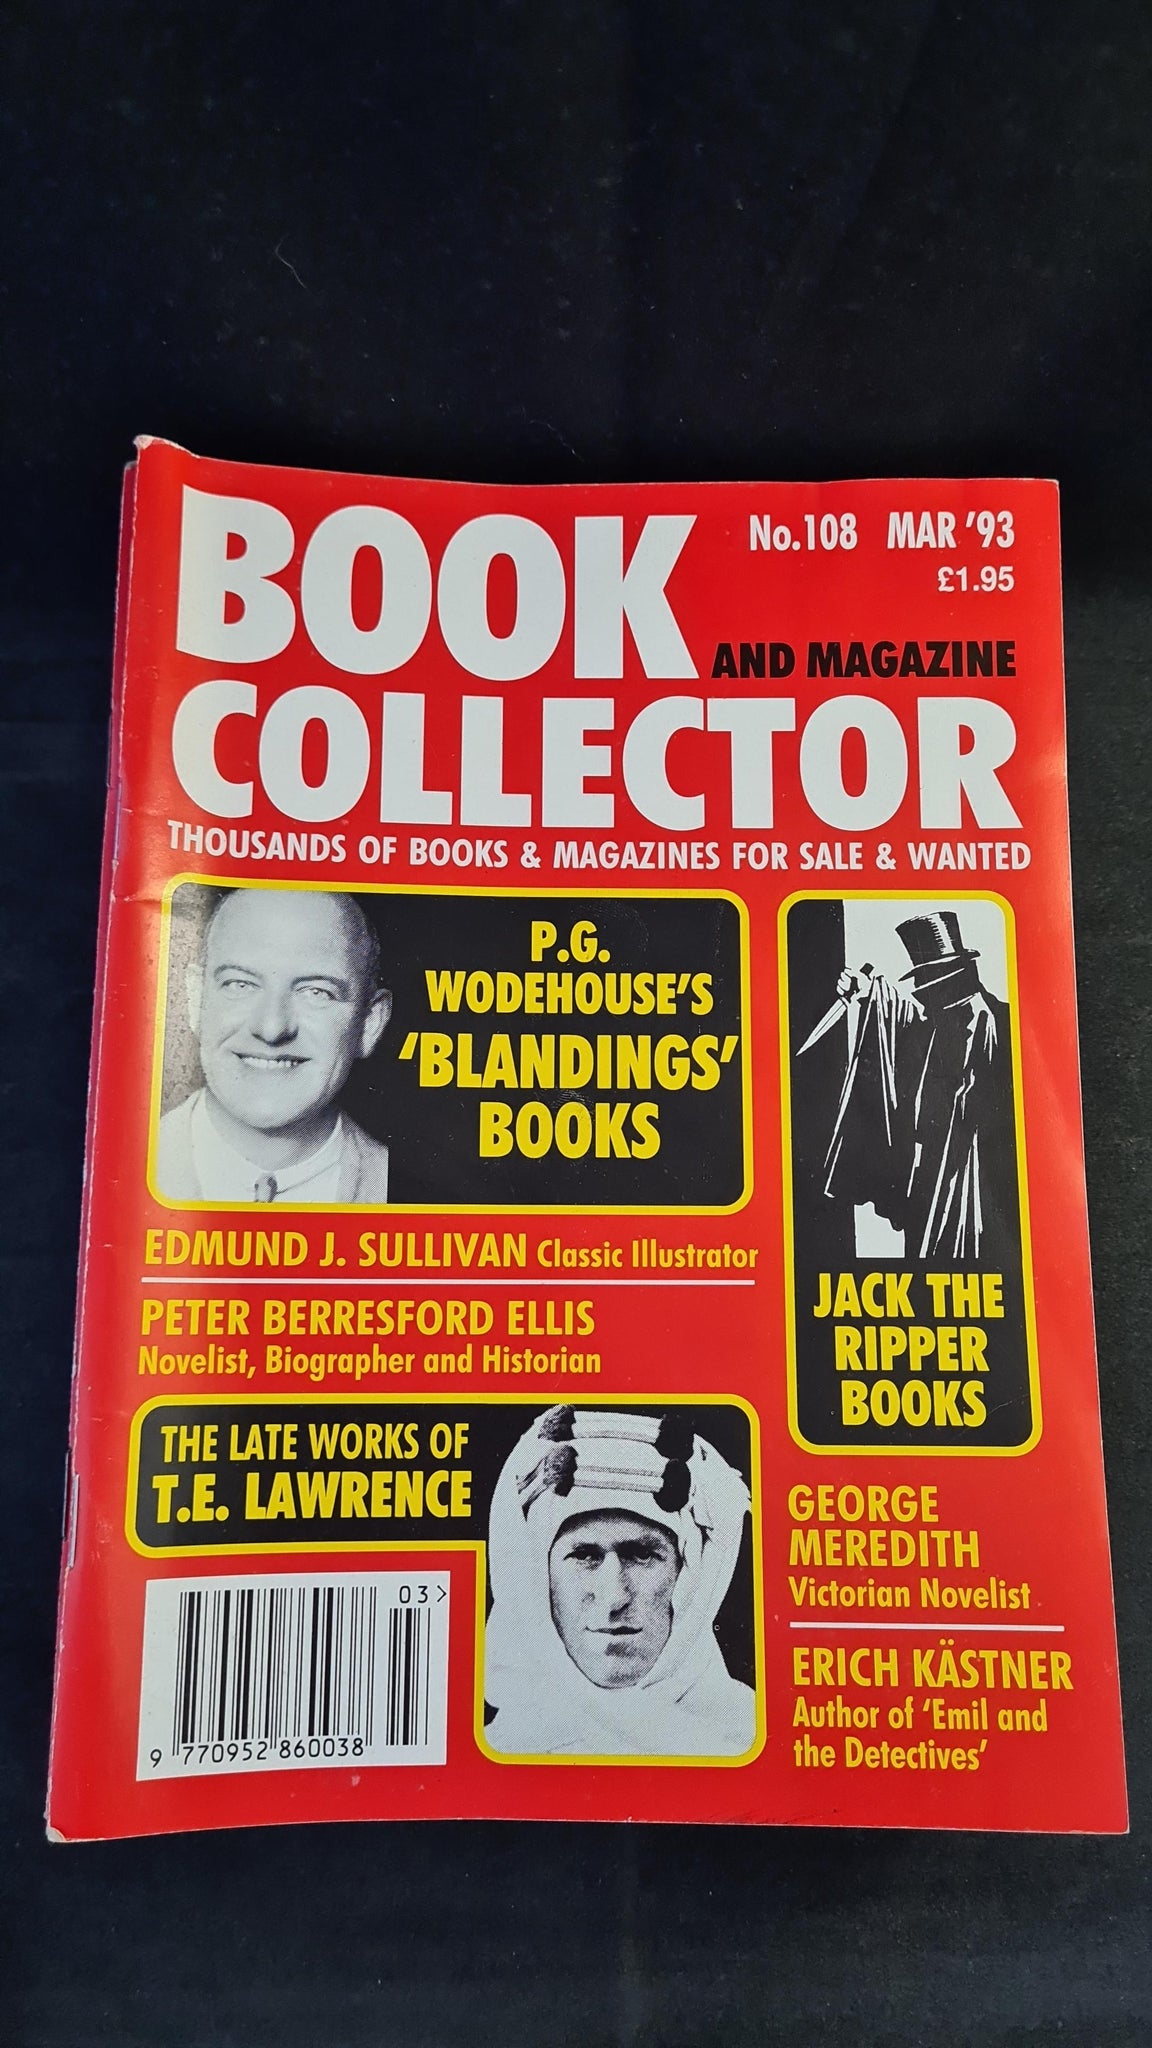 BOOK
No.108 MAR '93
£1.95
AND MAGAZINE
COLLECTOR
THOUSANDS OF BOOKS & MAGAZINES FOR SALE & WANTED
P.G.
WODEHOUSE'S
'BLANDINGS'
BOOKS
JACK THE
RIPPER
BOOKS
EDMUND J. SULLIVAN Classic Illustrator
PETER BERRESFORD ELLIS
Novelist, Biographer and Historian
THE LATE WORKS OF
T.E. LAWRENCE
GEORGE
MEREDITH
Victorian Novelist
ERICH KÄSTNER
Author of 'Emil and
the Detectives'
03>
9 770952 860038